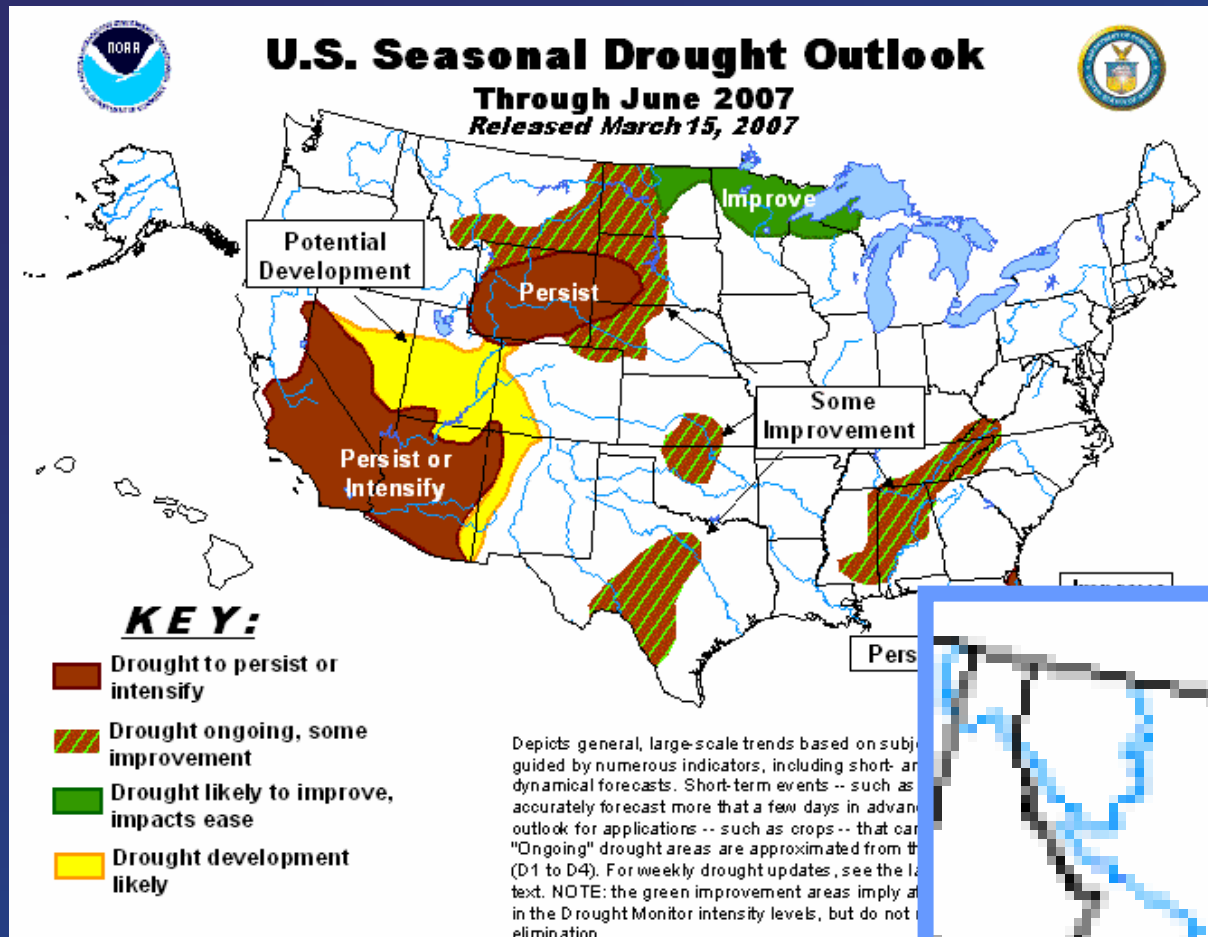 NOAA
U.S. Seasonal Drought Outlook
Through June 2007
Released March 15, 2007
Improve
Potential
Development
Persist
Some
Improvement
Persist or
Intensify
KEY:
Drought to persist or
intensify
Drought ongoing, some
improvement
Drought likely to improve,
impacts ease
Drought development
likely
Depicts general, large-scale trends based on subj
guided by numerous indicators, including short- an
dynamical forecasts. Short-term events -- such as
accurately forecast more that a few days in advan
outlook for applications -- such as crops -- that can
"Ongoing" drought areas are approximated from th
(D1 to D4). For weekly drought updates, see the la
text. NOTE: the green improvement areas imply at
in the Drought Monitor intensity levels, but do not
elimination